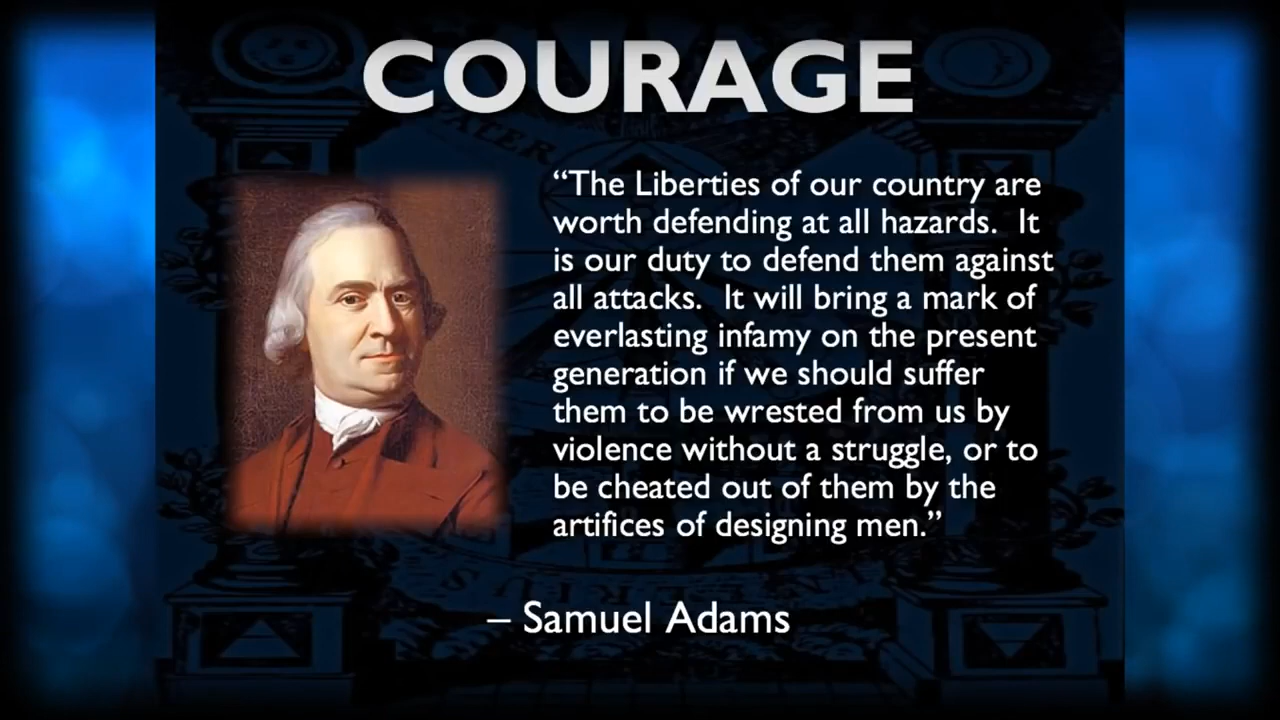 COURAGE
“The Liberties of our country are
worth defending at all hazards.  It
is our duty to defend them against
all attacks.  It will bring a mark of
everlasting infamy on the present
generation if we should suffer
them to be wrested from us by
violence without a struggle, or to
be cheated out of them by the
artifices of designing men.”
– Samuel Adams